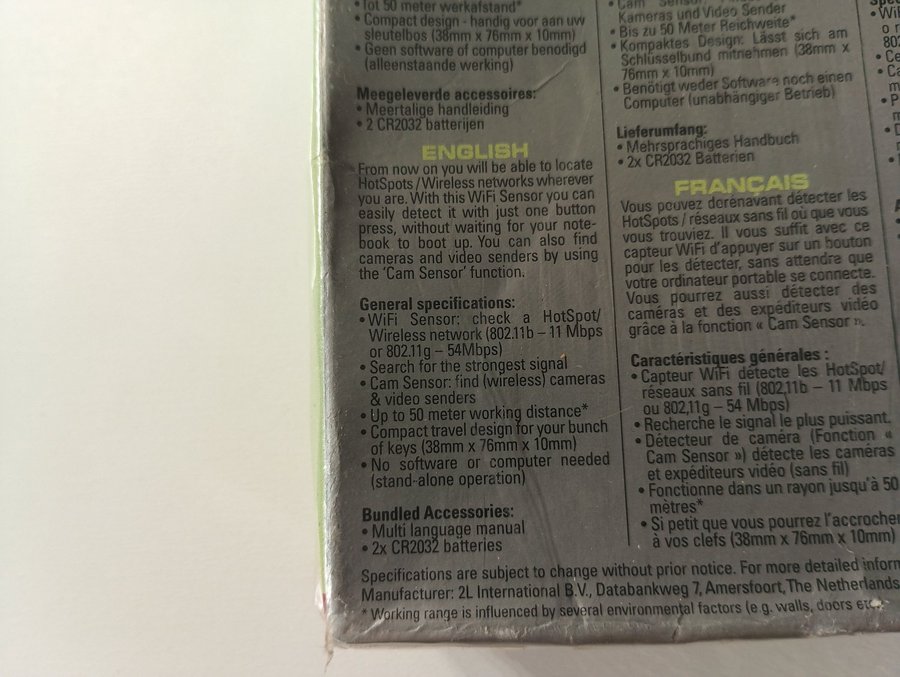 Tot 50 meter werkafstand*
• Compact design - handig voor aan uw
sleutelbos (38mm x 76mm x 10mm)
• Geen software of computer benodigd
(alleenstaande werking)
Meegeleverde accessoires:
• Meertalige handleiding
• 2 CR2032 batterijen
ENGLISH
From now on you will be able to locate
HotSpots / Wireless networks wherever
you are. With this WiFi Sensor you can
easily detect it with just one button
press, without waiting for your note-
book to boot up. You can also find
cameras and video senders by using
the 'Cam Sensor' function.
General specifications:
• WiFi Sensor: check a HotSpot/
Wireless network (802.11b – 11 Mbps
or 802.11g – 54Mbps)
• Search for the strongest signal
• Cam Sensor: find (wireless) cameras
& video senders
• Up to 50 meter working distance*
• Compact travel design for your bunch
of keys (38mm x 76mm x 10mm)
• No software or computer needed
(stand-alone operation)
Bundled Accessories:
• Multi language manual
• 2x CR2032 batteries
Kameras und Video Sender
• Bis zu 50 Meter Reichweite*
• Kompaktes Design: Lässt sich am
Schlüsselbund mitnehmen (38mm x
76mm x 10mm)
• Benötigt weder Software noch einen
Computer (unabhängiger Betrieb)
Lieferumfang:
• Mehrsprachiges Handbuch
• 2x CR2032 Batterien
FRANÇAIS
Vous pouvez dorénavant détecter les
HotSpots / réseaux sans fil où que vous
vous trouviez. Il vous suffit avec ce
capteur WiFi d'appuyer sur un bouton
pour les détecter, sans attendre que
votre ordinateur portable se connecte.
Vous pourrez aussi détecter des
caméras et des expéditeurs vidéo
grâce à la fonction « Cam Sensor ».
Caractéristiques générales :
• Capteur WiFi détecte les HotSpot/
réseaux sans fil (802,11b – 11 Mbps
ou 802,11g – 54 Mbps)
• Recherche le signal le plus puissant.
• Détecteur de caméra (Fonction «
Cam Sensor ») détecte les caméras
et expéditeurs vidéo (sans fil)
• Fonctionne dans un rayon jusqu'à 50
mètres*
• Si petit que vous pourrez l'accrocher
à vos clefs (38mm x 76mm x 10mm)
Specifications are subject to change without prior notice. For more detailed inform
Manufacturer: 2L International B.V., Databankweg 7, Amersfoort, The Netherlands
* Working range is influenced by several environmental factors (e g. walls, doors etc.